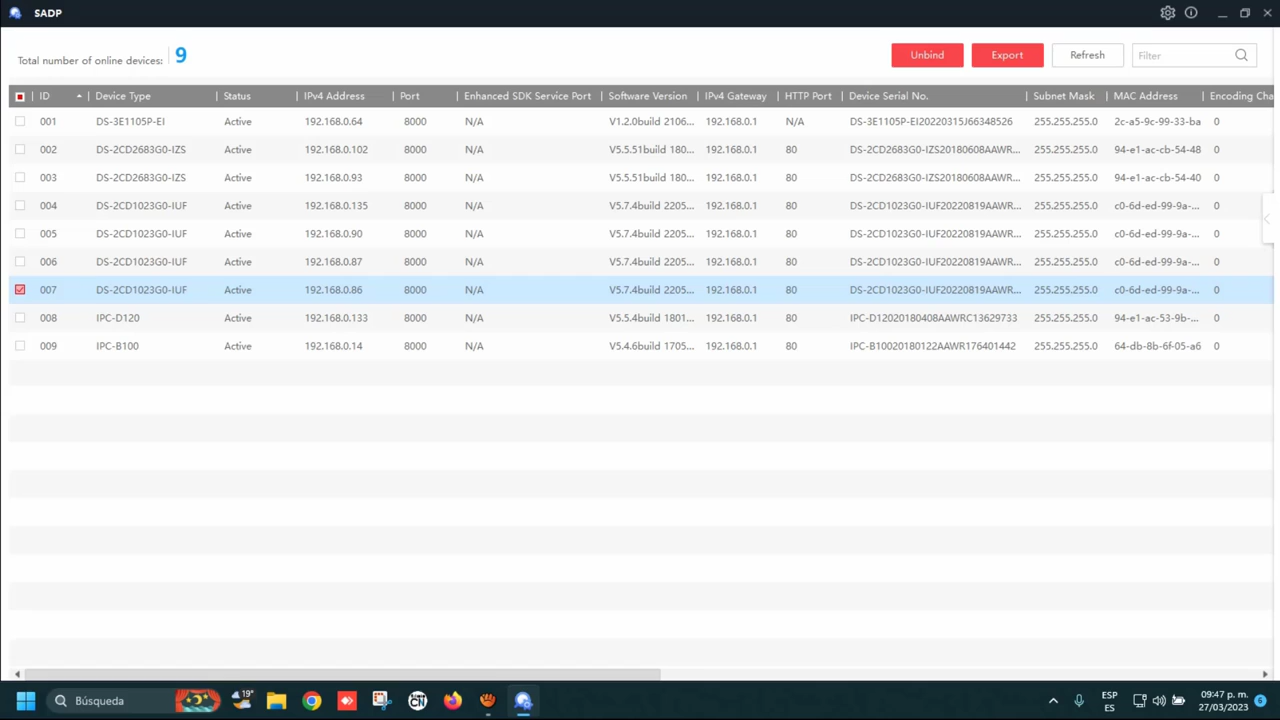 SADP
Total number of online devices: 9
Unbind Export Refresh Filter
ID Device Type Status IPv4 Address Port Enhanced SDK Service Port Software Version IPv4 Gateway HTTP Port Device Serial No. Subnet Mask MAC Address Encoding Cha
001 DS-3E1105P-EI Active 192.168.0.64 8000 N/A V1.2.0build 2106... 192.168.0.1 N/A DS-3E1105P-EI20220315J66348526 255.255.255.0 2c-a5-9c-99-33-ba 0
002 DS-2CD2683G0-IZS Active 192.168.0.102 8000 N/A V5.5.51build 180... 192.168.0.1 80 DS-2CD2683G0-IZS20180608AAWR... 255.255.255.0 94-e1-ac-cb-54-48 0
003 DS-2CD2683G0-IZS Active 192.168.0.93 8000 N/A V5.5.51build 180... 192.168.0.1 80 DS-2CD2683G0-IZS20180608AAWR... 255.255.255.0 94-e1-ac-cb-54-40 0
004 DS-2CD1023G0-IUF Active 192.168.0.135 8000 N/A V5.7.4build 2205... 192.168.0.1 80 DS-2CD1023G0-IUF20220819AAWR... 255.255.255.0 c0-6d-ed-99-9a-... 0
005 DS-2CD1023G0-IUF Active 192.168.0.90 8000 N/A V5.7.4build 2205... 192.168.0.1 80 DS-2CD1023G0-IUF20220819AAWR... 255.255.255.0 c0-6d-ed-99-9a-... 0
006 DS-2CD1023G0-IUF Active 192.168.0.87 8000 N/A V5.7.4build 2205... 192.168.0.1 80 DS-2CD1023G0-IUF20220819AAWR... 255.255.255.0 c0-6d-ed-99-9a-... 0
007 DS-2CD1023G0-IUF Active 192.168.0.86 8000 N/A V5.7.4build 2205... 192.168.0.1 80 DS-2CD1023G0-IUF20220819AAWR... 255.255.255.0 c0-6d-ed-99-9a-... 0
008 IPC-D120 Active 192.168.0.133 8000 N/A V5.5.4build 1801... 192.168.0.1 80 IPC-D12020180408AAWRC13629733 255.255.255.0 94-e1-ac-53-9b-... 0
009 IPC-B100 Active 192.168.0.14 8000 N/A V5.4.6build 1705... 192.168.0.1 80 IPC-B10020180122AAWR176401442 255.255.255.0 64-db-8b-6f-05-a6 0
Búsqueda 19° CN ESP 09:47 p. m.
ES 27/03/2023 6